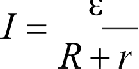 I = ε / (R + r)